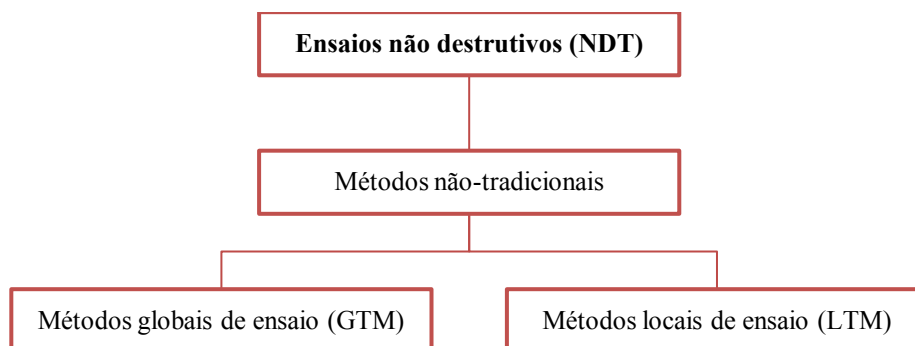 Ensaios não destrutivos (NDT)
Métodos não-tradicionais
Métodos globais de ensaio (GTM)
Métodos locais de ensaio (LTM)